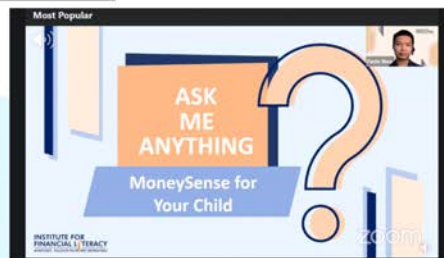 Most Popular
ASK
ME
ANYTHING
MoneySense for
Your Child
INSTITUTE FOR
FINANCIAL LITERACY
zoom